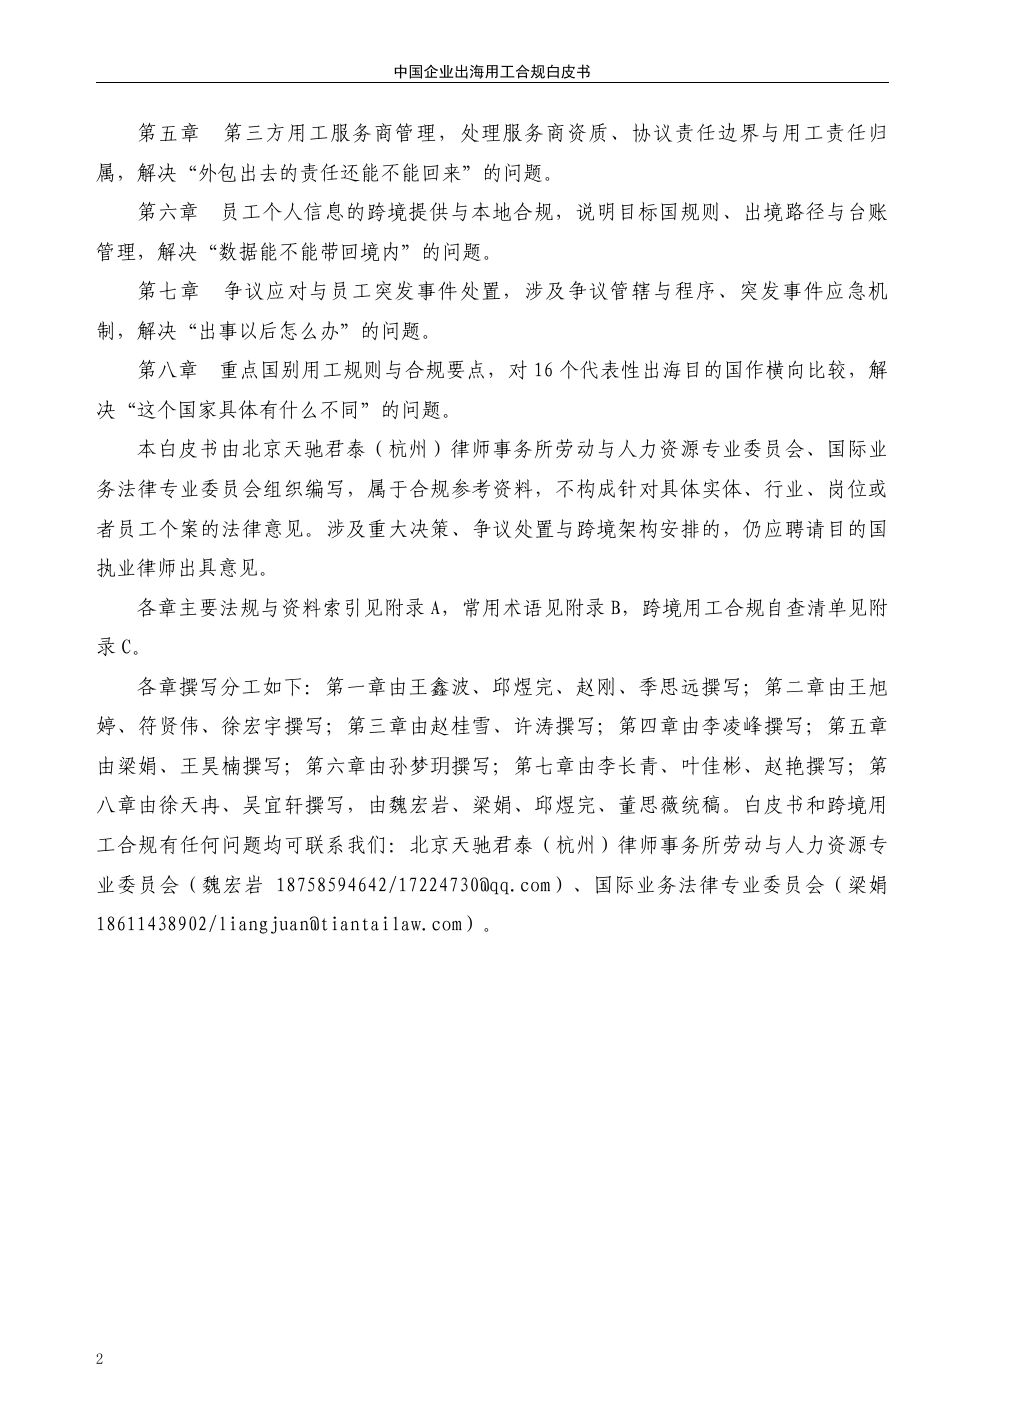 中国企业出海用工合规白皮书
第五章　第三方用工服务商管理，处理服务商资质、协议责任边界与用工责任归
属，解决“外包出去的责任还能不能回来”的问题。
第六章　员工个人信息的跨境提供与本地合规，说明目标国规则、出境路径与台账
管理，解决“数据能不能带回境内”的问题。
第七章　争议应对与员工突发事件处置，涉及争议管辖与程序、突发事件应急机
制，解决“出事以后怎么办”的问题。
第八章　重点国别用工规则与合规要点，对 16 个代表性出海目的国作横向比较，解
决“这个国家具体有什么不同”的问题。
本白皮书由北京天驰君泰（杭州）律师事务所劳动与人力资源专业委员会、国际业
务法律专业委员会组织编写，属于合规参考资料，不构成针对具体实体、行业、岗位或
者员工个案的法律意见。涉及重大决策、争议处置与跨境架构安排的，仍应聘请目的国
执业律师出具意见。
各章主要法规与资料索引见附录 A，常用术语见附录 B，跨境用工合规自查清单见附
录 C。
各章撰写分工如下：第一章由王鑫波、邱煜完、赵刚、季思远撰写；第二章由王旭
婷、符贤伟、徐宏宇撰写；第三章由赵桂雪、许涛撰写；第四章由李凌峰撰写；第五章
由梁娟、王昊楠撰写；第六章由孙梦玥撰写；第七章由李长青、叶佳彬、赵艳撰写；第
八章由徐天冉、吴宜轩撰写，由魏宏岩、梁娟、邱煜完、董思薇统稿。白皮书和跨境用
工合规有任何问题均可联系我们：北京天驰君泰（杭州）律师事务所劳动与人力资源专
业委员会（魏宏岩 18758594642/17224730@qq.com）、国际业务法律专业委员会（梁娟
18611438902/liangjuan@tiantailaw.com）。
2